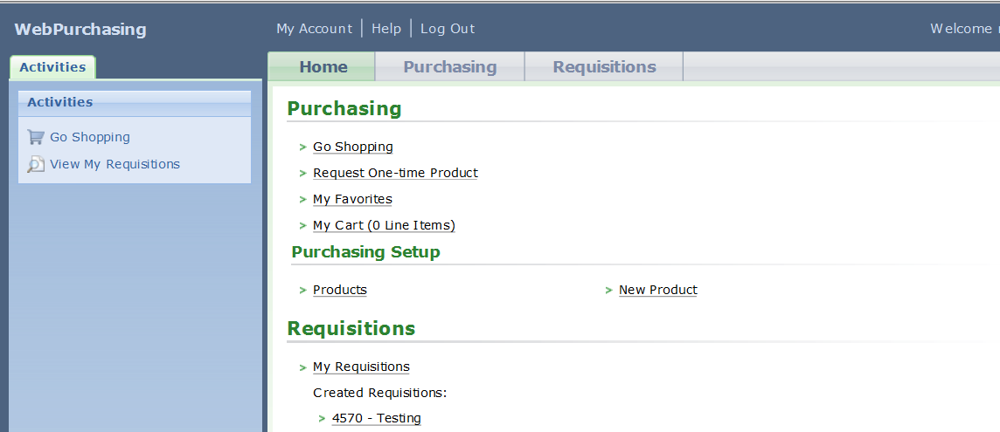 WebPurchasing
My Account Help Log Out
Welcome
Activities
Home Purchasing Requisitions
Activities
Go Shopping
View My Requisitions
Purchasing
> Go Shopping
> Request One-time Product
> My Favorites
> My Cart (0 Line Items)
Purchasing Setup
> Products > New Product
Requisitions
> My Requisitions
Created Requisitions:
> 4570 - Testing